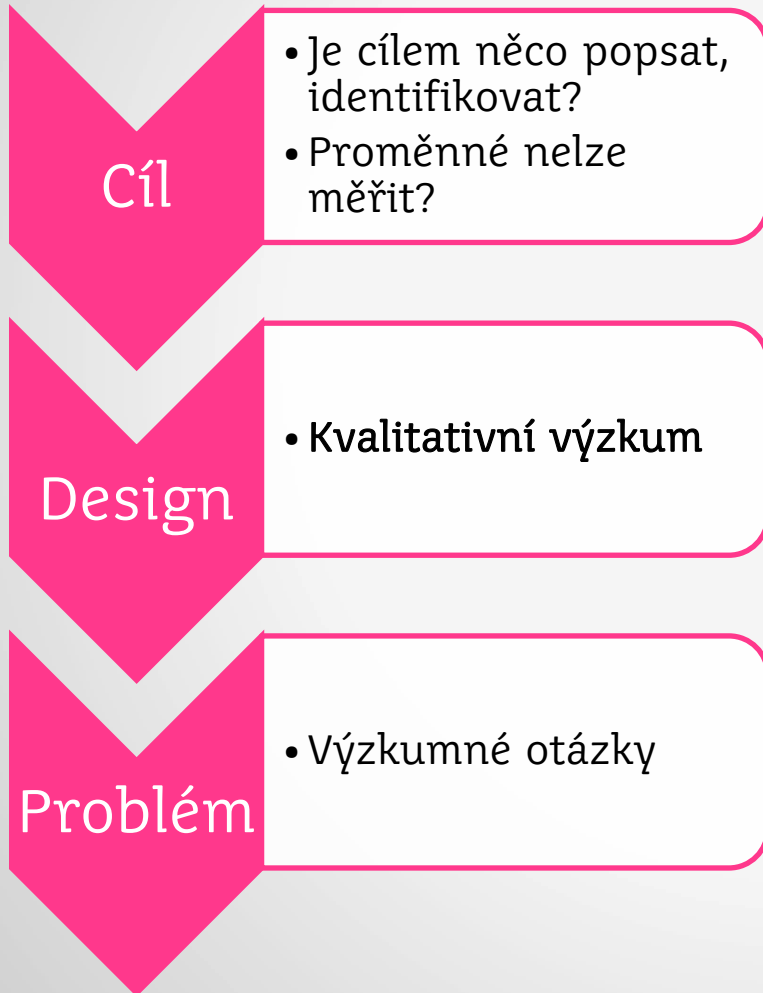 Cíl
• Je cílem něco popsat,
identifikovat?
• Proměnné nelze
měřit?
Design
• Kvalitativní výzkum
Problém
• Výzkumné otázky